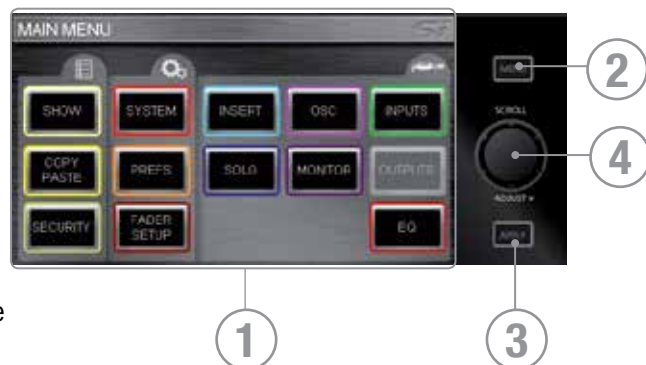 MAIN MENU
Si
MENU
2
SHOW SYSTEM INSERT OSC INPUTS
SCROLL
4
COPY PASTE PREFS SOLO MONITOR OUTPUTS
ADJUST
SECURITY FADER SETUP EQ
APPLY
e
1
3